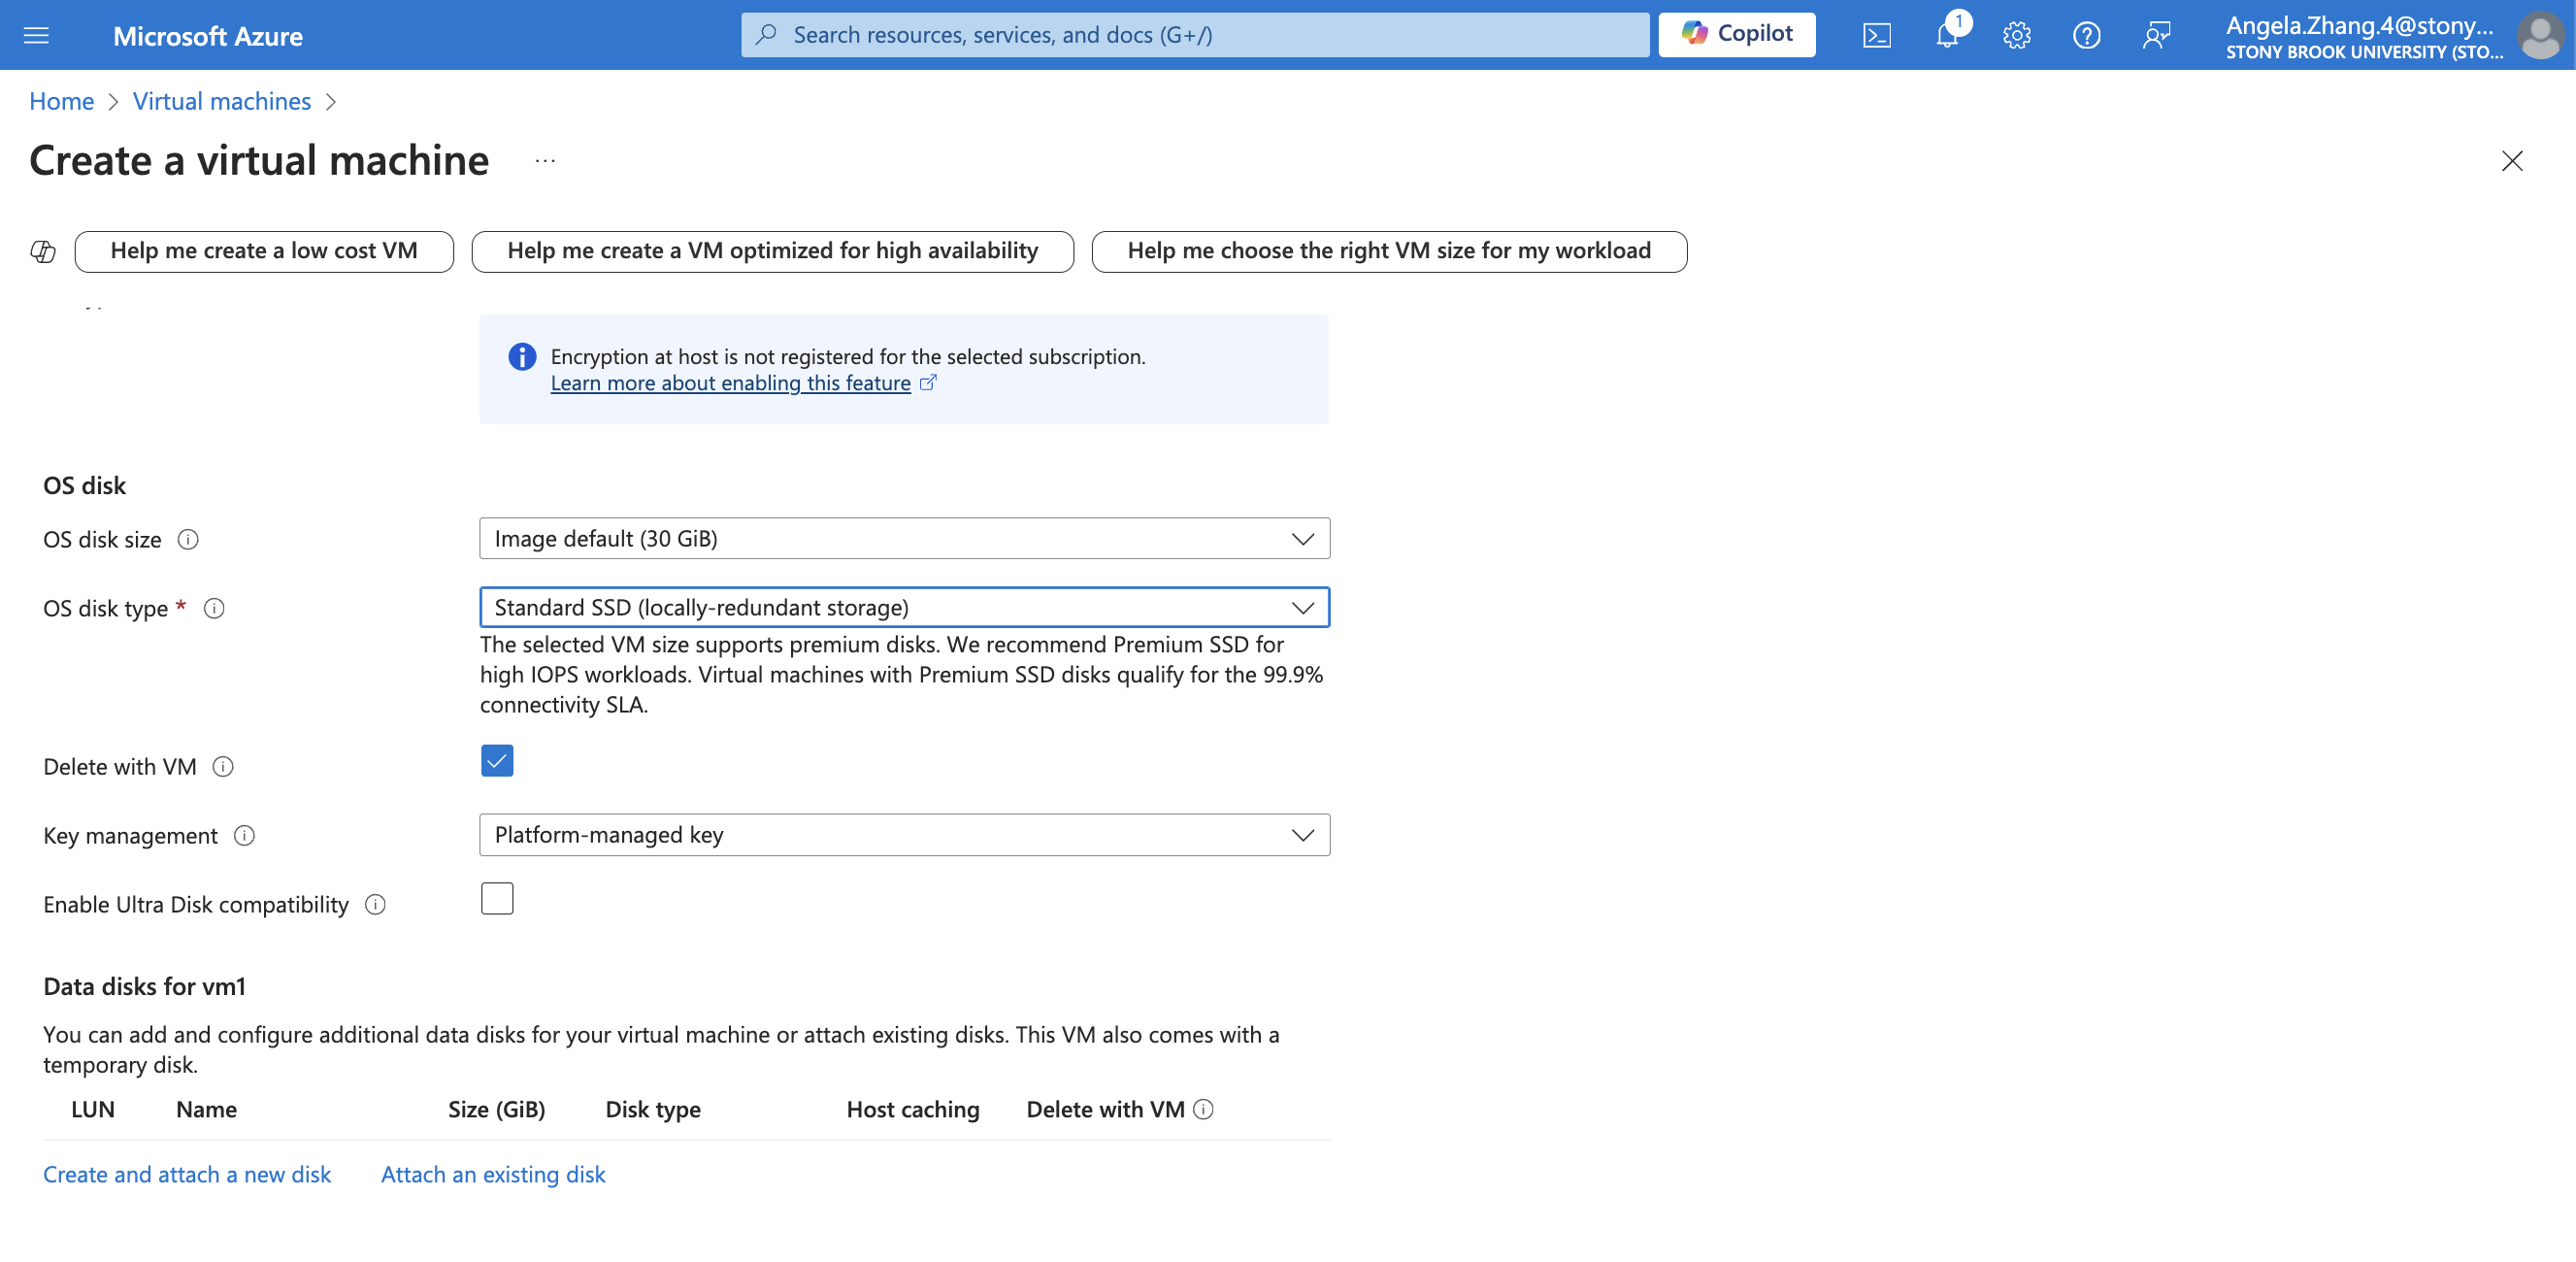 Microsoft Azure
Search resources, services, and docs (G+/)
Copilot
1
Angela.Zhang.4@stony...
STONY BROOK UNIVERSITY (STO...
Home > Virtual machines >
Create a virtual machine ...
Help me create a low cost VM
Help me create a VM optimized for high availability
Help me choose the right VM size for my workload
Encryption at host is not registered for the selected subscription.
Learn more about enabling this feature
OS disk
OS disk size
Image default (30 GiB)
OS disk type *
Standard SSD (locally-redundant storage)
The selected VM size supports premium disks. We recommend Premium SSD for
high IOPS workloads. Virtual machines with Premium SSD disks qualify for the 99.9%
connectivity SLA.
Delete with VM
Key management
Platform-managed key
Enable Ultra Disk compatibility
Data disks for vm1
You can add and configure additional data disks for your virtual machine or attach existing disks. This VM also comes with a
temporary disk.
LUN Name Size (GiB) Disk type Host caching Delete with VM
Create and attach a new disk Attach an existing disk